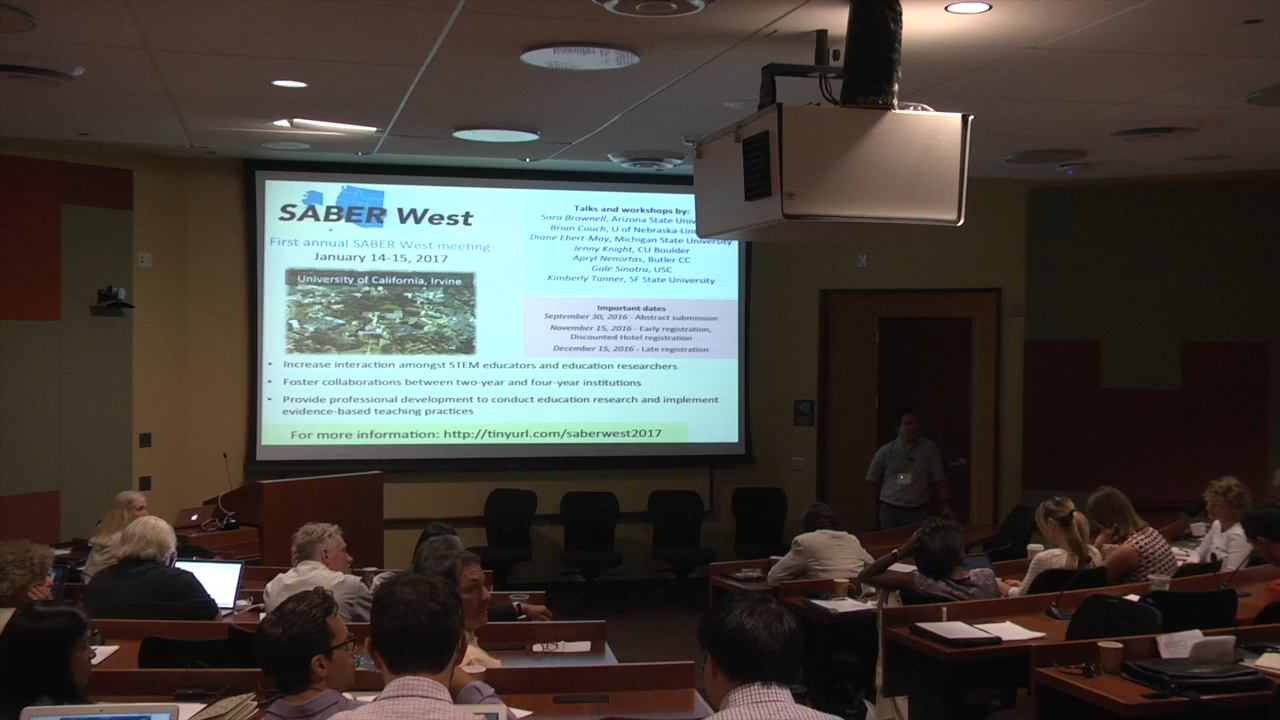 SABER West
First annual SABER West meeting
January 14-15, 2017
University of California, Irvine
Talks and workshops by:
Sara Brownell, Arizona State
Brian Couch, U of
Diane Ebert-May, Michigan State University
Jenny Knight, CU Boulder
Apryl Nenortas, Butler CC
Gale Sinatra, USC
Kimberly Tanner, SF State University
Important dates
September 30, 2016 - Abstract submission
November 15, 2016 - Early registration,
Discounted Hotel registration
December 15, 2016 - Late registration
• Increase interaction amongst STEM educators and education researchers
• Foster collaborations between two-year and four-year institutions
• Provide professional development to conduct education research and implement
evidence-based teaching practices
For more information: http://tinyurl.com/saberwest2017